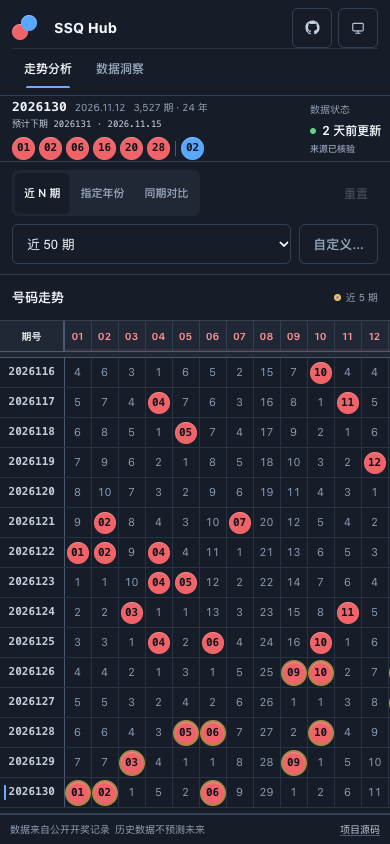 SSQ Hub
走势分析 数据洞察
2026130 2026.11.12 3,527 期 · 24 年
预计下期 2026131 · 2026.11.15
01 02 06 16 20 28 02
数据状态
2 天前更新
来源已核验
近 N 期 指定年份 同期对比 重置
近 50 期 自定义...
号码走势 近 5 期
期号 01 02 03 04 05 06 07 08 09 10 11 12
2026116 4 6 3 1 6 5 2 15 7 10 4 4
2026117 5 7 4 04 7 6 3 16 8 1 11 5
2026118 6 8 5 1 05 7 4 17 9 2 1 6
2026119 7 9 6 2 1 8 5 18 10 3 2 12
2026120 8 10 7 3 2 9 6 19 11 4 3 1
2026121 9 02 8 4 3 10 07 20 12 5 4 2
2026122 01 02 9 04 4 11 1 21 13 6 5 3
2026123 1 1 10 04 05 12 2 22 14 7 6 4
2026124 2 2 03 1 1 13 3 23 15 8 11 5
2026125 3 3 1 04 2 06 4 24 16 10 1 6
2026126 4 4 2 1 3 1 5 25 09 10 2 7
2026127 5 5 3 2 4 2 6 26 1 1 3 8
2026128 6 6 4 3 05 06 7 27 2 10 4 9
2026129 7 7 03 4 1 1 8 28 09 1 5 10
2026130 01 02 1 5 2 06 9 29 1 2 6 11
数据来自公开开奖记录 历史数据不预测未来 项目源码